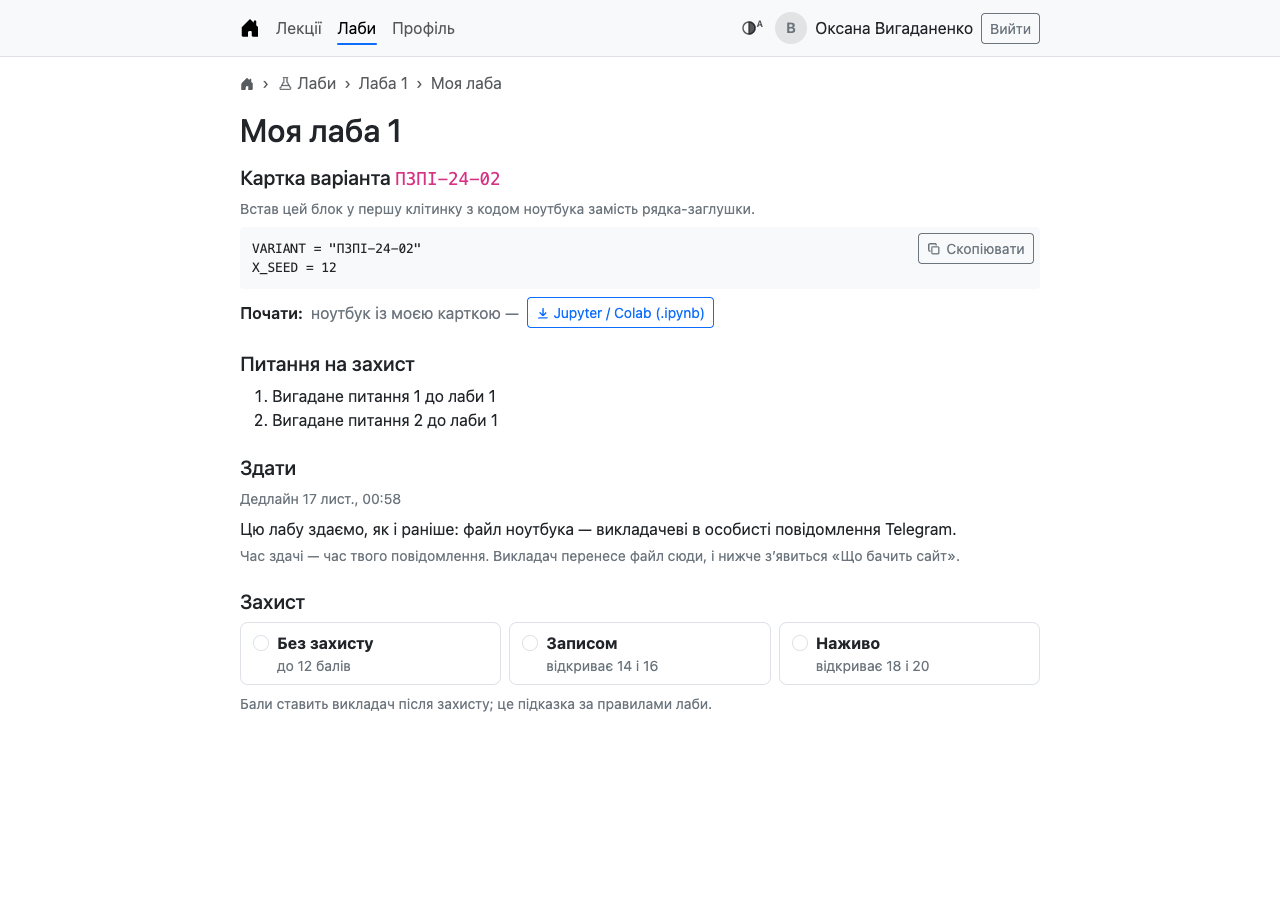 Лекції Лаби Профіль A В Оксана Вигаданенко Вийти
› Лаби › Лаба 1 › Моя лаба
Моя лаба 1
Картка варіанта ПЗПІ-24-02
Встав цей блок у першу клітинку з кодом ноутбука замість рядка-заглушки.
VARIANT = "ПЗПІ-24-02"
Скопіювати
X_SEED = 12
Почати: ноутбук із моєю карткою — Jupyter / Colab (.ipynb)
Питання на захист
1. Вигадане питання 1 до лаби 1
2. Вигадане питання 2 до лаби 1
Здати
Дедлайн 17 лист., 00:58
Цю лабу здаємо, як і раніше: файл ноутбука — викладачеві в особисті повідомлення Telegram.
Час здачі — час твого повідомлення. Викладач перенесе файл сюди, і нижче з’явиться «Що бачить сайт».
Захист
Без захисту Записом Наживо
до 12 балів відкриває 14 і 16 відкриває 18 і 20
Бали ставить викладач після захисту; це підказка за правилами лаби.